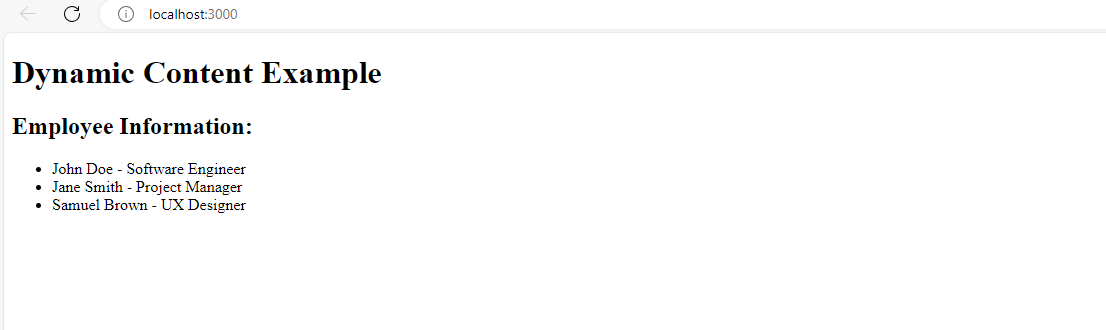 localhost:3000
Dynamic Content Example
Employee Information:
John Doe - Software Engineer
Jane Smith - Project Manager
Samuel Brown - UX Designer